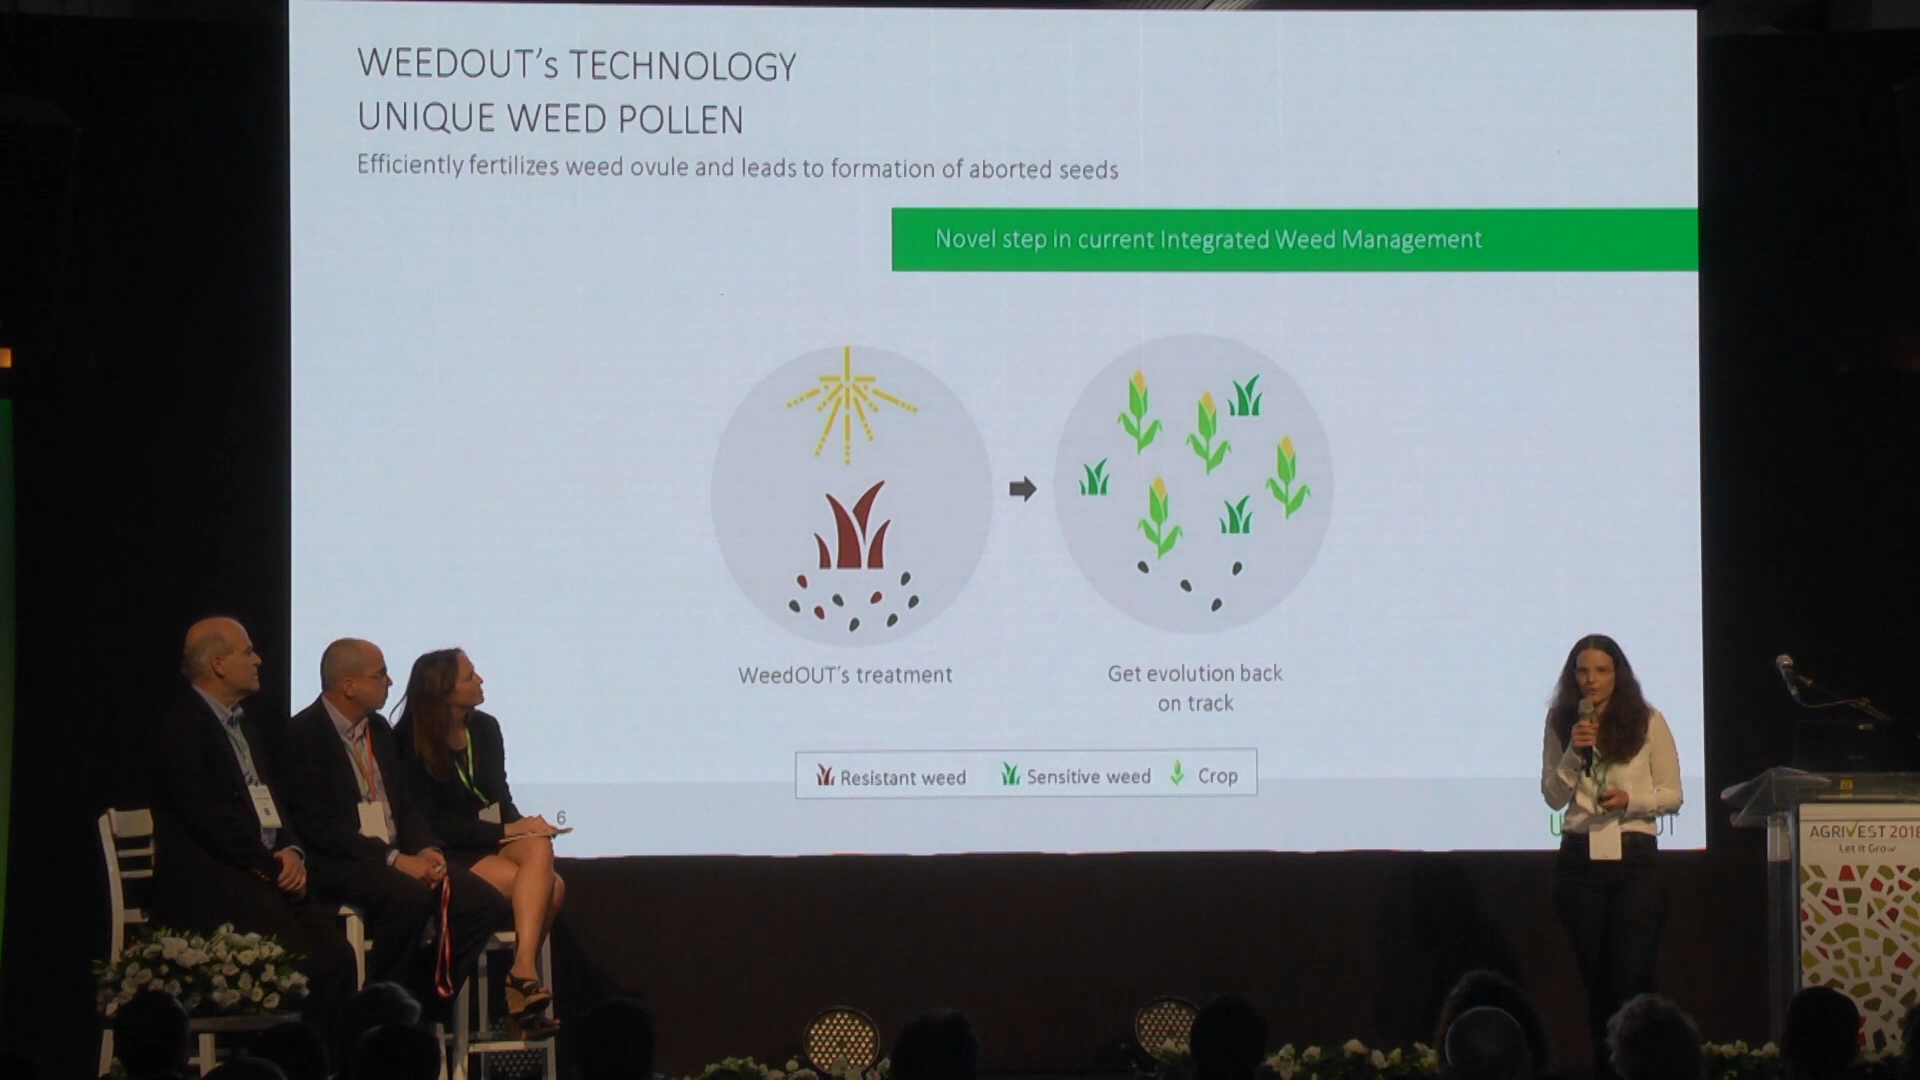 WEEDOUT's TECHNOLOGY
UNIQUE WEED POLLEN
Efficiently fertilizes weed ovule and leads to formation of aborted seeds
Novel step in current Integrated Weed Management
WeedOUT's treatment
Get evolution back
on track
Resistant weed
Sensitive weed
Crop
6
AGRIVEST 2018
Let It Grow